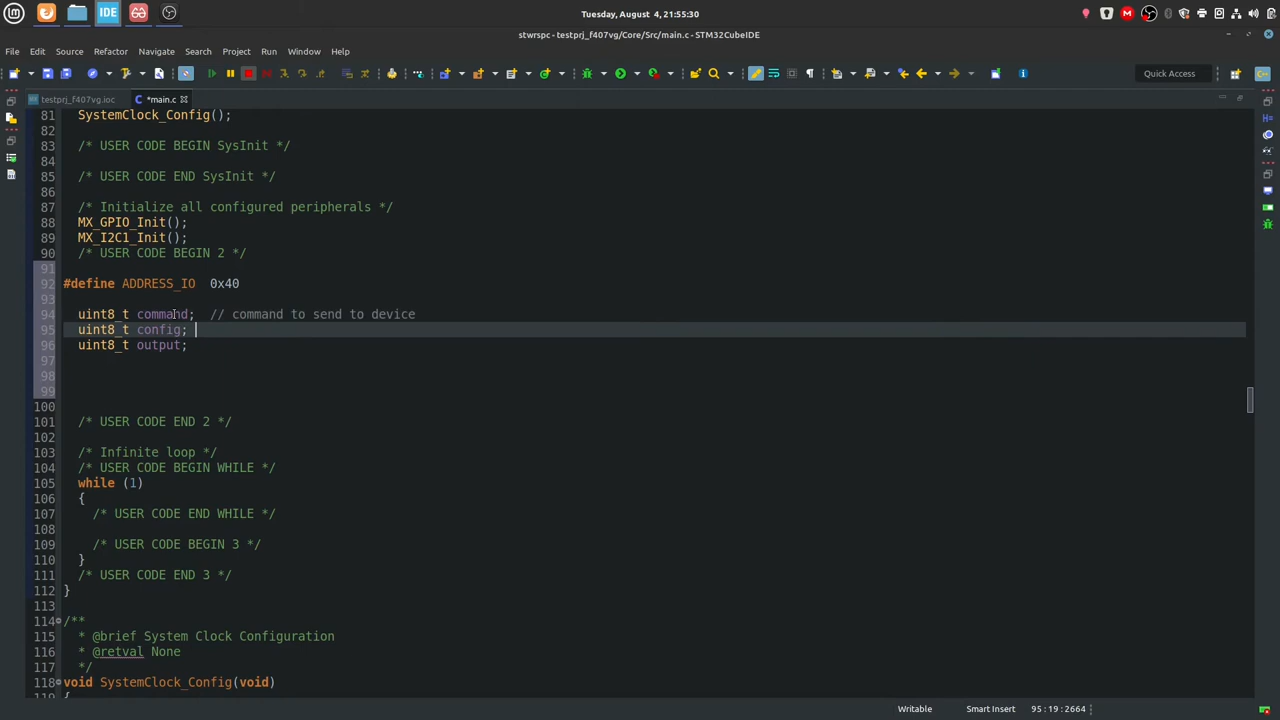 IDE
Tuesday, August 4, 21:55:30
stwrspc - testprj_f407vg/Core/Src/main.c - STM32CubeIDE
File Edit Source Refactor Navigate Search Project Run Window Help
Quick Access
testprj_f407vg.ioc *main.c
81 SystemClock_Config();
82
83 /* USER CODE BEGIN SysInit */
84
85 /* USER CODE END SysInit */
86
87 /* Initialize all configured peripherals */
88 MX_GPIO_Init();
89 MX_I2C1_Init();
90 /* USER CODE BEGIN 2 */
91
92 #define ADDRESS_IO 0x40
93
94 uint8_t command; // command to send to device
95 uint8_t config;
96 uint8_t output;
97
98
99
100
101 /* USER CODE END 2 */
102
103 /* Infinite loop */
104 /* USER CODE BEGIN WHILE */
105 while (1)
106 {
107 /* USER CODE END WHILE */
108
109 /* USER CODE BEGIN 3 */
110 }
111 /* USER CODE END 3 */
112 }
113
114 /**
115 * @brief System Clock Configuration
116 * @retval None
117 */
118 void SystemClock_Config(void)
119 {
Writable Smart Insert 95 : 19 : 2664